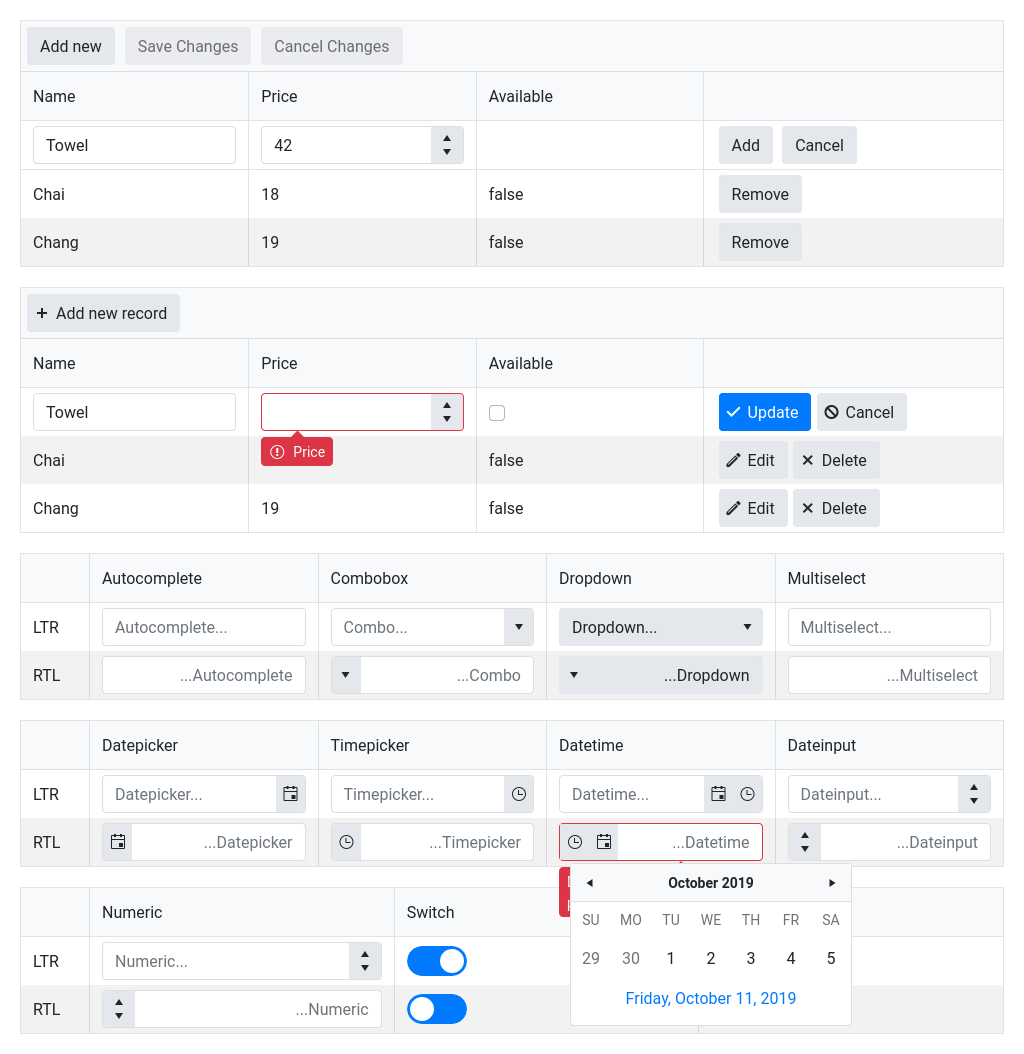 Add new Save Changes Cancel Changes
Name Price Available
Towel 42 Add Cancel
Chai 18 false Remove
Chang 19 false Remove
+ Add new record
Name Price Available
Towel Update Cancel
Price
Chai false Edit Delete
Chang 19 false Edit Delete
Autocomplete Combobox Dropdown Multiselect
LTR Autocomplete... Combo... Dropdown... Multiselect...
RTL ...Autocomplete ...Combo ...Dropdown ...Multiselect
Datepicker Timepicker Datetime Dateinput
LTR Datepicker... Timepicker... Datetime... Dateinput...
RTL ...Datepicker ...Timepicker ...Datetime ...Dateinput
October 2019
SU MO TU WE TH FR SA
29 30 1 2 3 4 5
Friday, October 11, 2019
Numeric Switch
LTR Numeric...
RTL ...Numeric